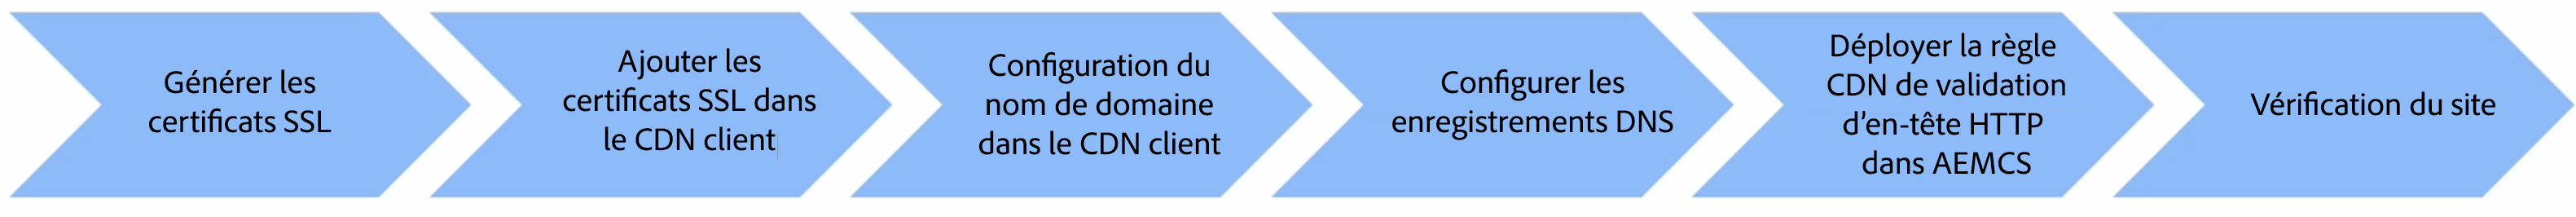 Générer les
certificats SSL
Ajouter les
certificats SSL dans
le CDN client
Configuration du
nom de domaine
dans le CDN client
Configurer les
enregistrements DNS
Déployer la règle
CDN de validation
d’en-tête HTTP
dans AEMCS
Vérification du site